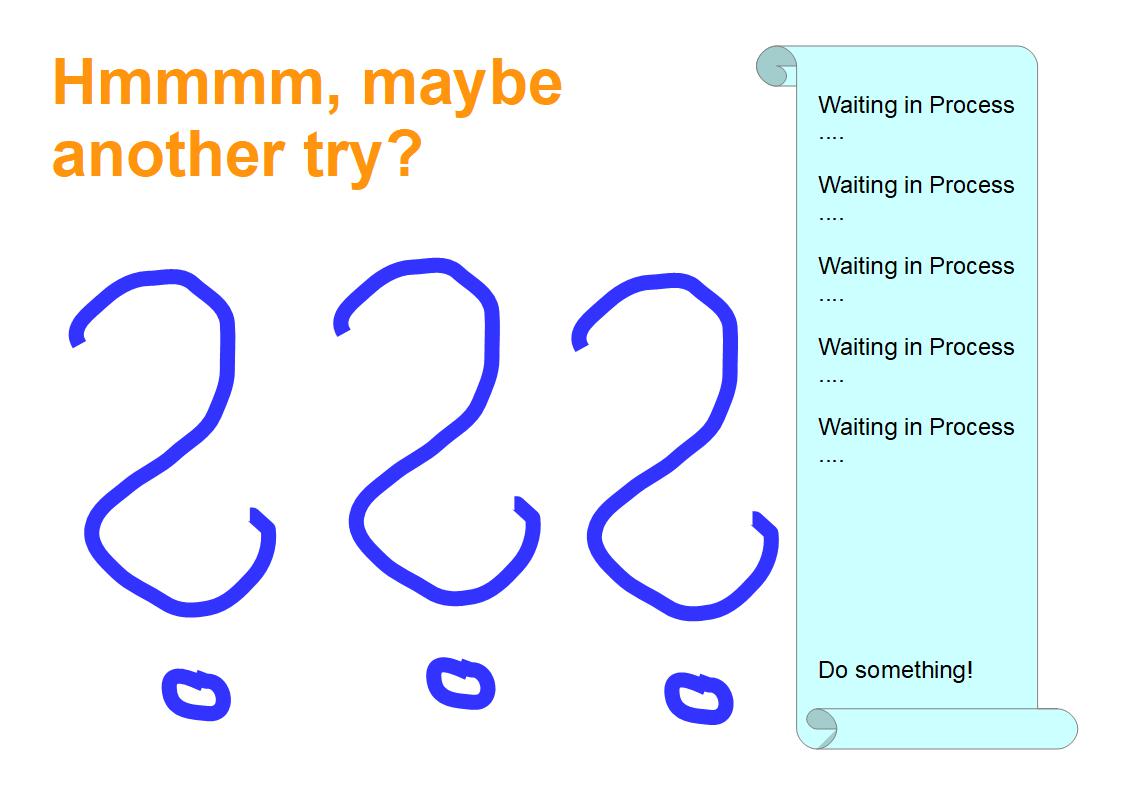 Hmmmm, maybe
another try?
Waiting in Process
....
Waiting in Process
....
Waiting in Process
....
Waiting in Process
....
Waiting in Process
....
Do something!